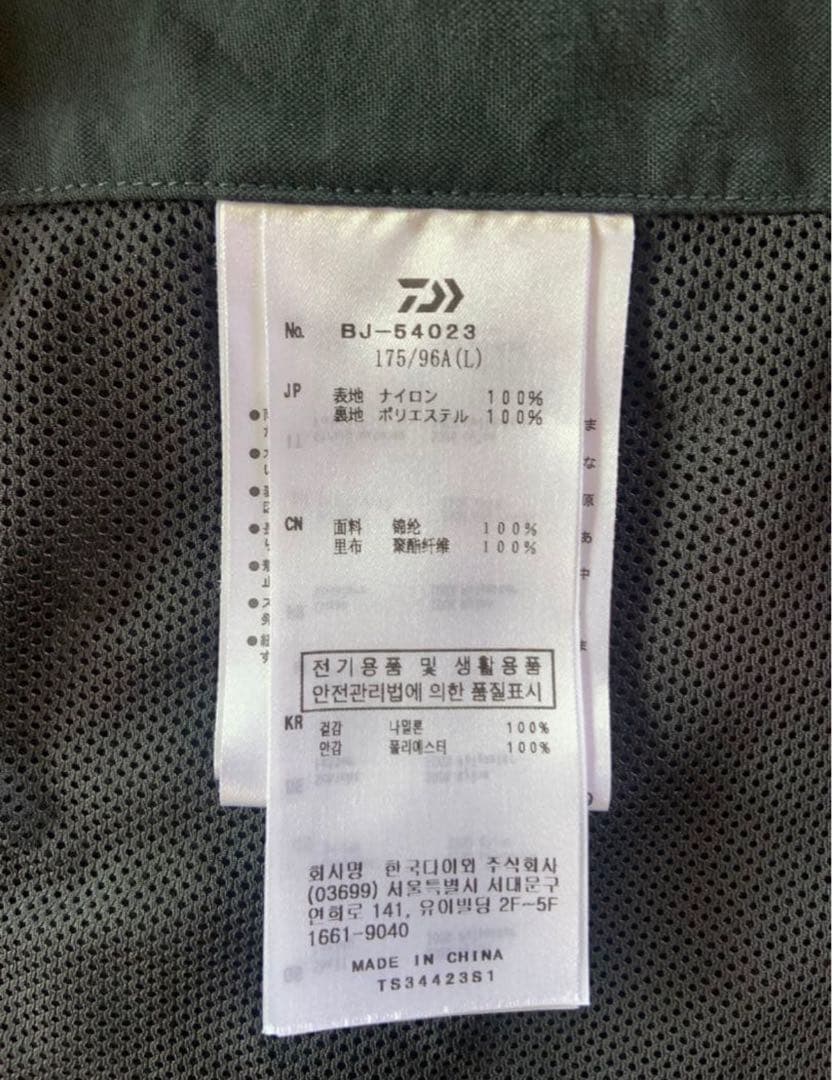 No. BJ-54023
175/96A(L)
JP 表地 ナイロン 100%
裏地 ポリエステル 100%
CN 面料 锦纶 100%
里布 聚酯纤维 100%
전기용품 및 생활용품
안전관리법에 의한 품질표시
KR 겉감 나일론 100%
안감 폴리에스터 100%
회사명 한국다이와 주식회사
(03699) 서울특별시 서대문구
연희로 141, 유이빌딩 2F~5F
1661-9040
MADE IN CHINA
TS34423S1